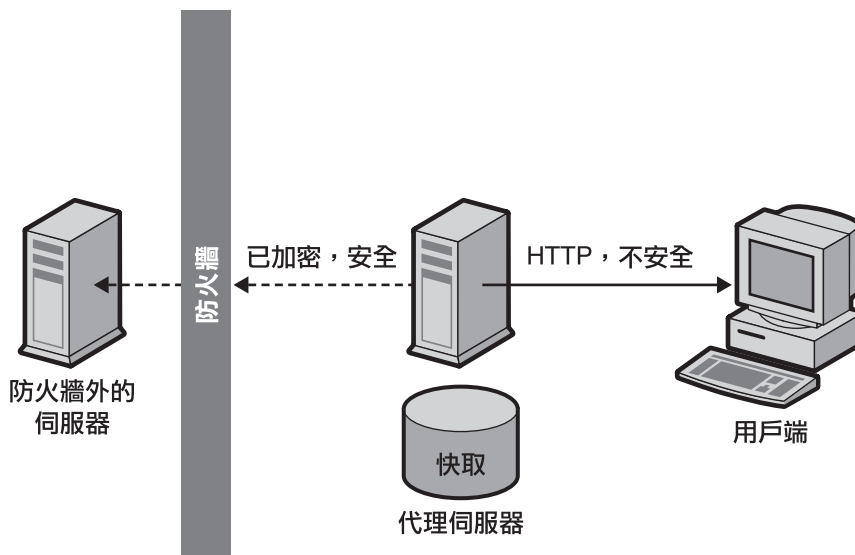 防火牆
已加密，安全
HTTP，不安全
防火牆外的
伺服器
快取
代理伺服器
用戶端